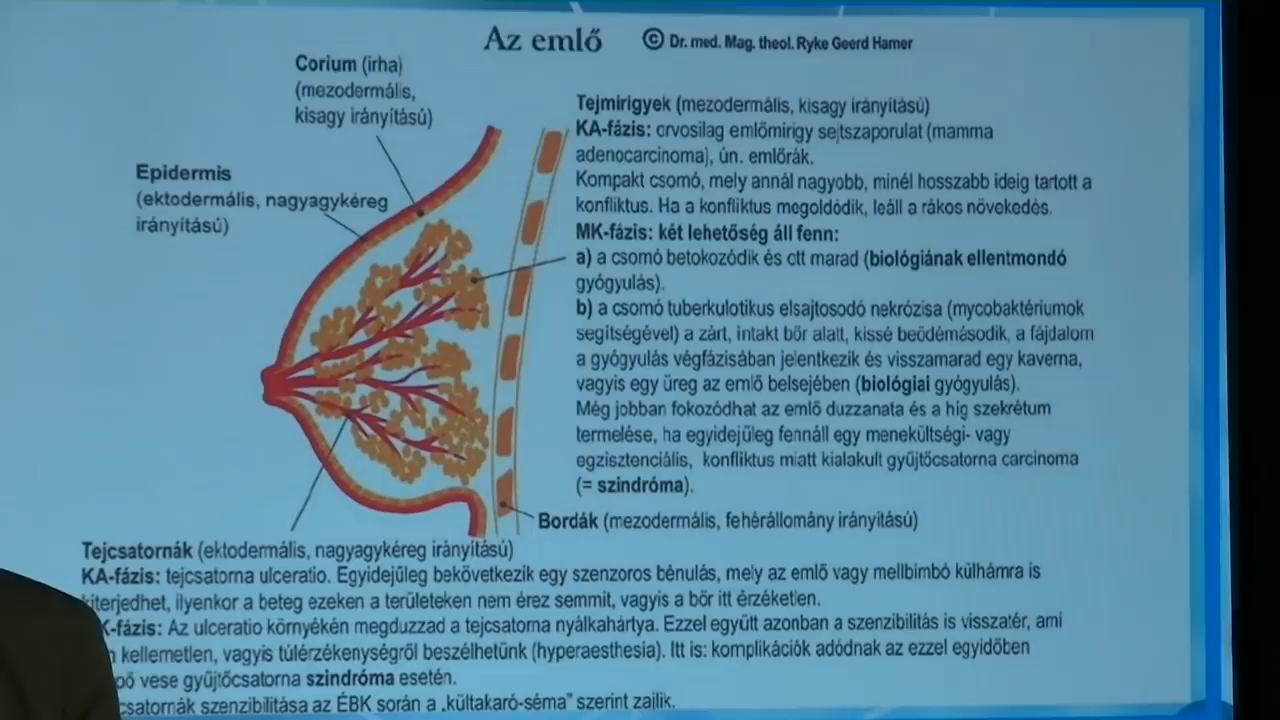 Az emlő
© Dr. med. Mag. theol. Ryke Geerd Hamer
Corium (irha)
(mezodermális,
kisagy irányítású)
Epidermis
(ektodermális, nagyagykéreg
irányítású)
Tejmirigyek (mezodermális, kisagy irányítású)
KA-fázis: orvosilag emlőmirigy sejtszaporulat (mamma
adenocarcinoma), ún. emlőrák.
Kompakt csomó, mely annál nagyobb, minél hosszabb ideig tartott a
konfliktus. Ha a konfliktus megoldódik, leáll a rákos növekedés.
MK-fázis: két lehetőség áll fenn:
a) a csomó betokozódik és ott marad (biológiának ellentmondó
gyógyulás).
b) a csomó tuberkulotikus elsajtosodó nekrózisa (mycobaktériumok
segítségével) a zárt, intakt bőr alatt, kissé beödémásodik, a fájdalom
a gyógyulás végfázisában jelentkezik és visszamarad egy kaverna,
vagyis egy üreg az emlő belsejében (biológiai gyógyulás).
Még jobban fokozódhat az emlő duzzanata és a híg szekrétum
termelése, ha egyidejűleg fennáll egy menekültségi- vagy
egzisztenciális, konfliktus miatt kialakult gyűjtőcsatorna carcinoma
(= szindróma).
Bordák (mezodermális, fehérállomány irányítású)
Tejcsatornák (ektodermális, nagyagykéreg irányítású)
KA-fázis: tejcsatorna ulceratio. Egyidejűleg bekövetkezik egy szenzoros bénulás, mely az emlő vagy mellbimbó külhámra is
kiterjedhet, ilyenkor a beteg ezeken a területeken nem érez semmit, vagyis a bőr itt érzéketlen.
K-fázis: Az ulceratio környékén megduzzad a tejcsatorna nyálkahártya. Ezzel együtt azonban a szenzibilitás is visszatér, ami
kellemetlen, vagyis túlérzékenységről beszélhetünk (hyperaesthesia). Itt is: komplikációk adódnak az ezzel egyidőben
pő vese gyűjtőcsatorna szindróma esetén.
csatornák szenzibilitása az ÉBK során a „kültakaró-séma” szerint zajlik.